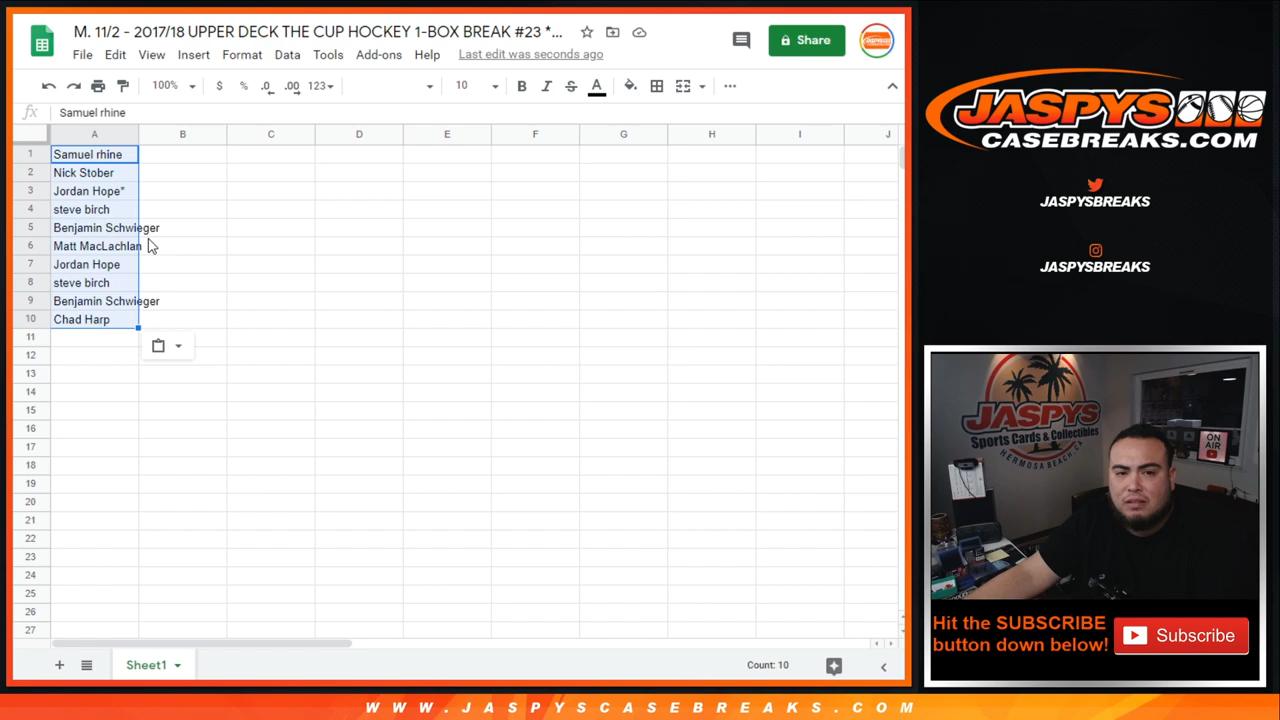 M. 11/2 - 2017/18 UPPER DECK THE CUP HOCKEY 1-BOX BREAK #23 *...
Share
File Edit View Insert Format Data Tools Add-ons Help Last edit was seconds ago
100% $ % .0 .00 123 10 B I S A
fx Samuel rhine
A B C D E F G H I J
1 Samuel rhine
2 Nick Stober
3 Jordan Hope*
4 steve birch
5 Benjamin Schwieger
6 Matt MacLachlan
7 Jordan Hope
8 steve birch
9 Benjamin Schwieger
10 Chad Harp
11
12
13
14
15
16
17
18
19
20
21
22
23
24
25
26
27
Sheet1
Count: 10
JASPYS
CASEBREAKS.COM
JASPYSBREAKS
JASPYSBREAKS
JASPYS
Sports Cards & Collectibles
HERMOSA BEACH, CA
ON AIR
Hit the SUBSCRIBE
button down below!
Subscribe
WWW.JASPYSCASEBREAKS.COM